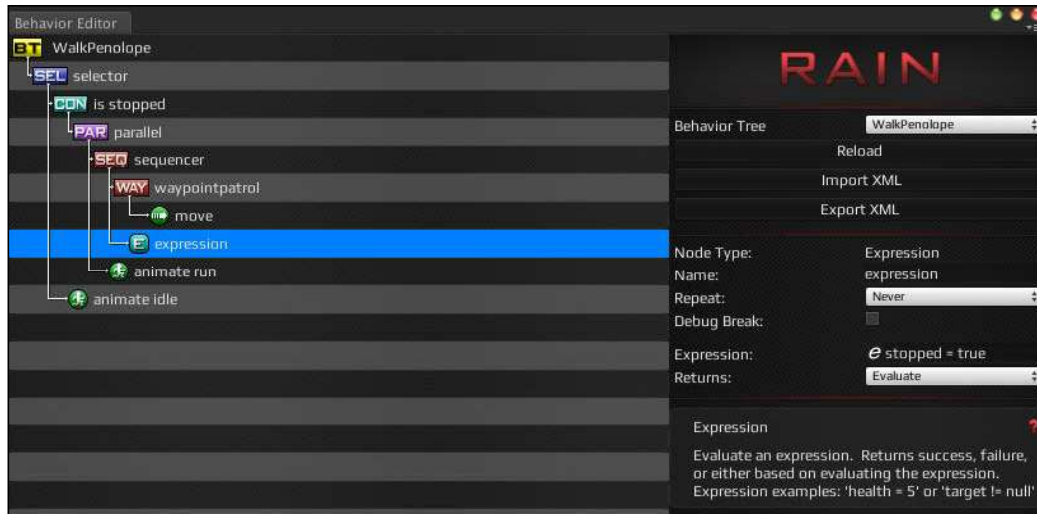 Behavior Editor
BT WalkPenolope
SEL selector
CON is stopped
PAR parallel
SEQ sequencer
WAY waypointpatrol
move
E expression
animate run
animate idle
RAIN
Behavior Tree WalkPenolope
Reload
Import XML
Export XML
Node Type: Expression
Name: expression
Repeat: Never
Debug Break:
Expression: e stopped = true
Returns: Evaluate
Expression
?
Evaluate an expression. Returns success, failure,
or either based on evaluating the expression.
Expression examples: 'health = 5' or 'target != null'